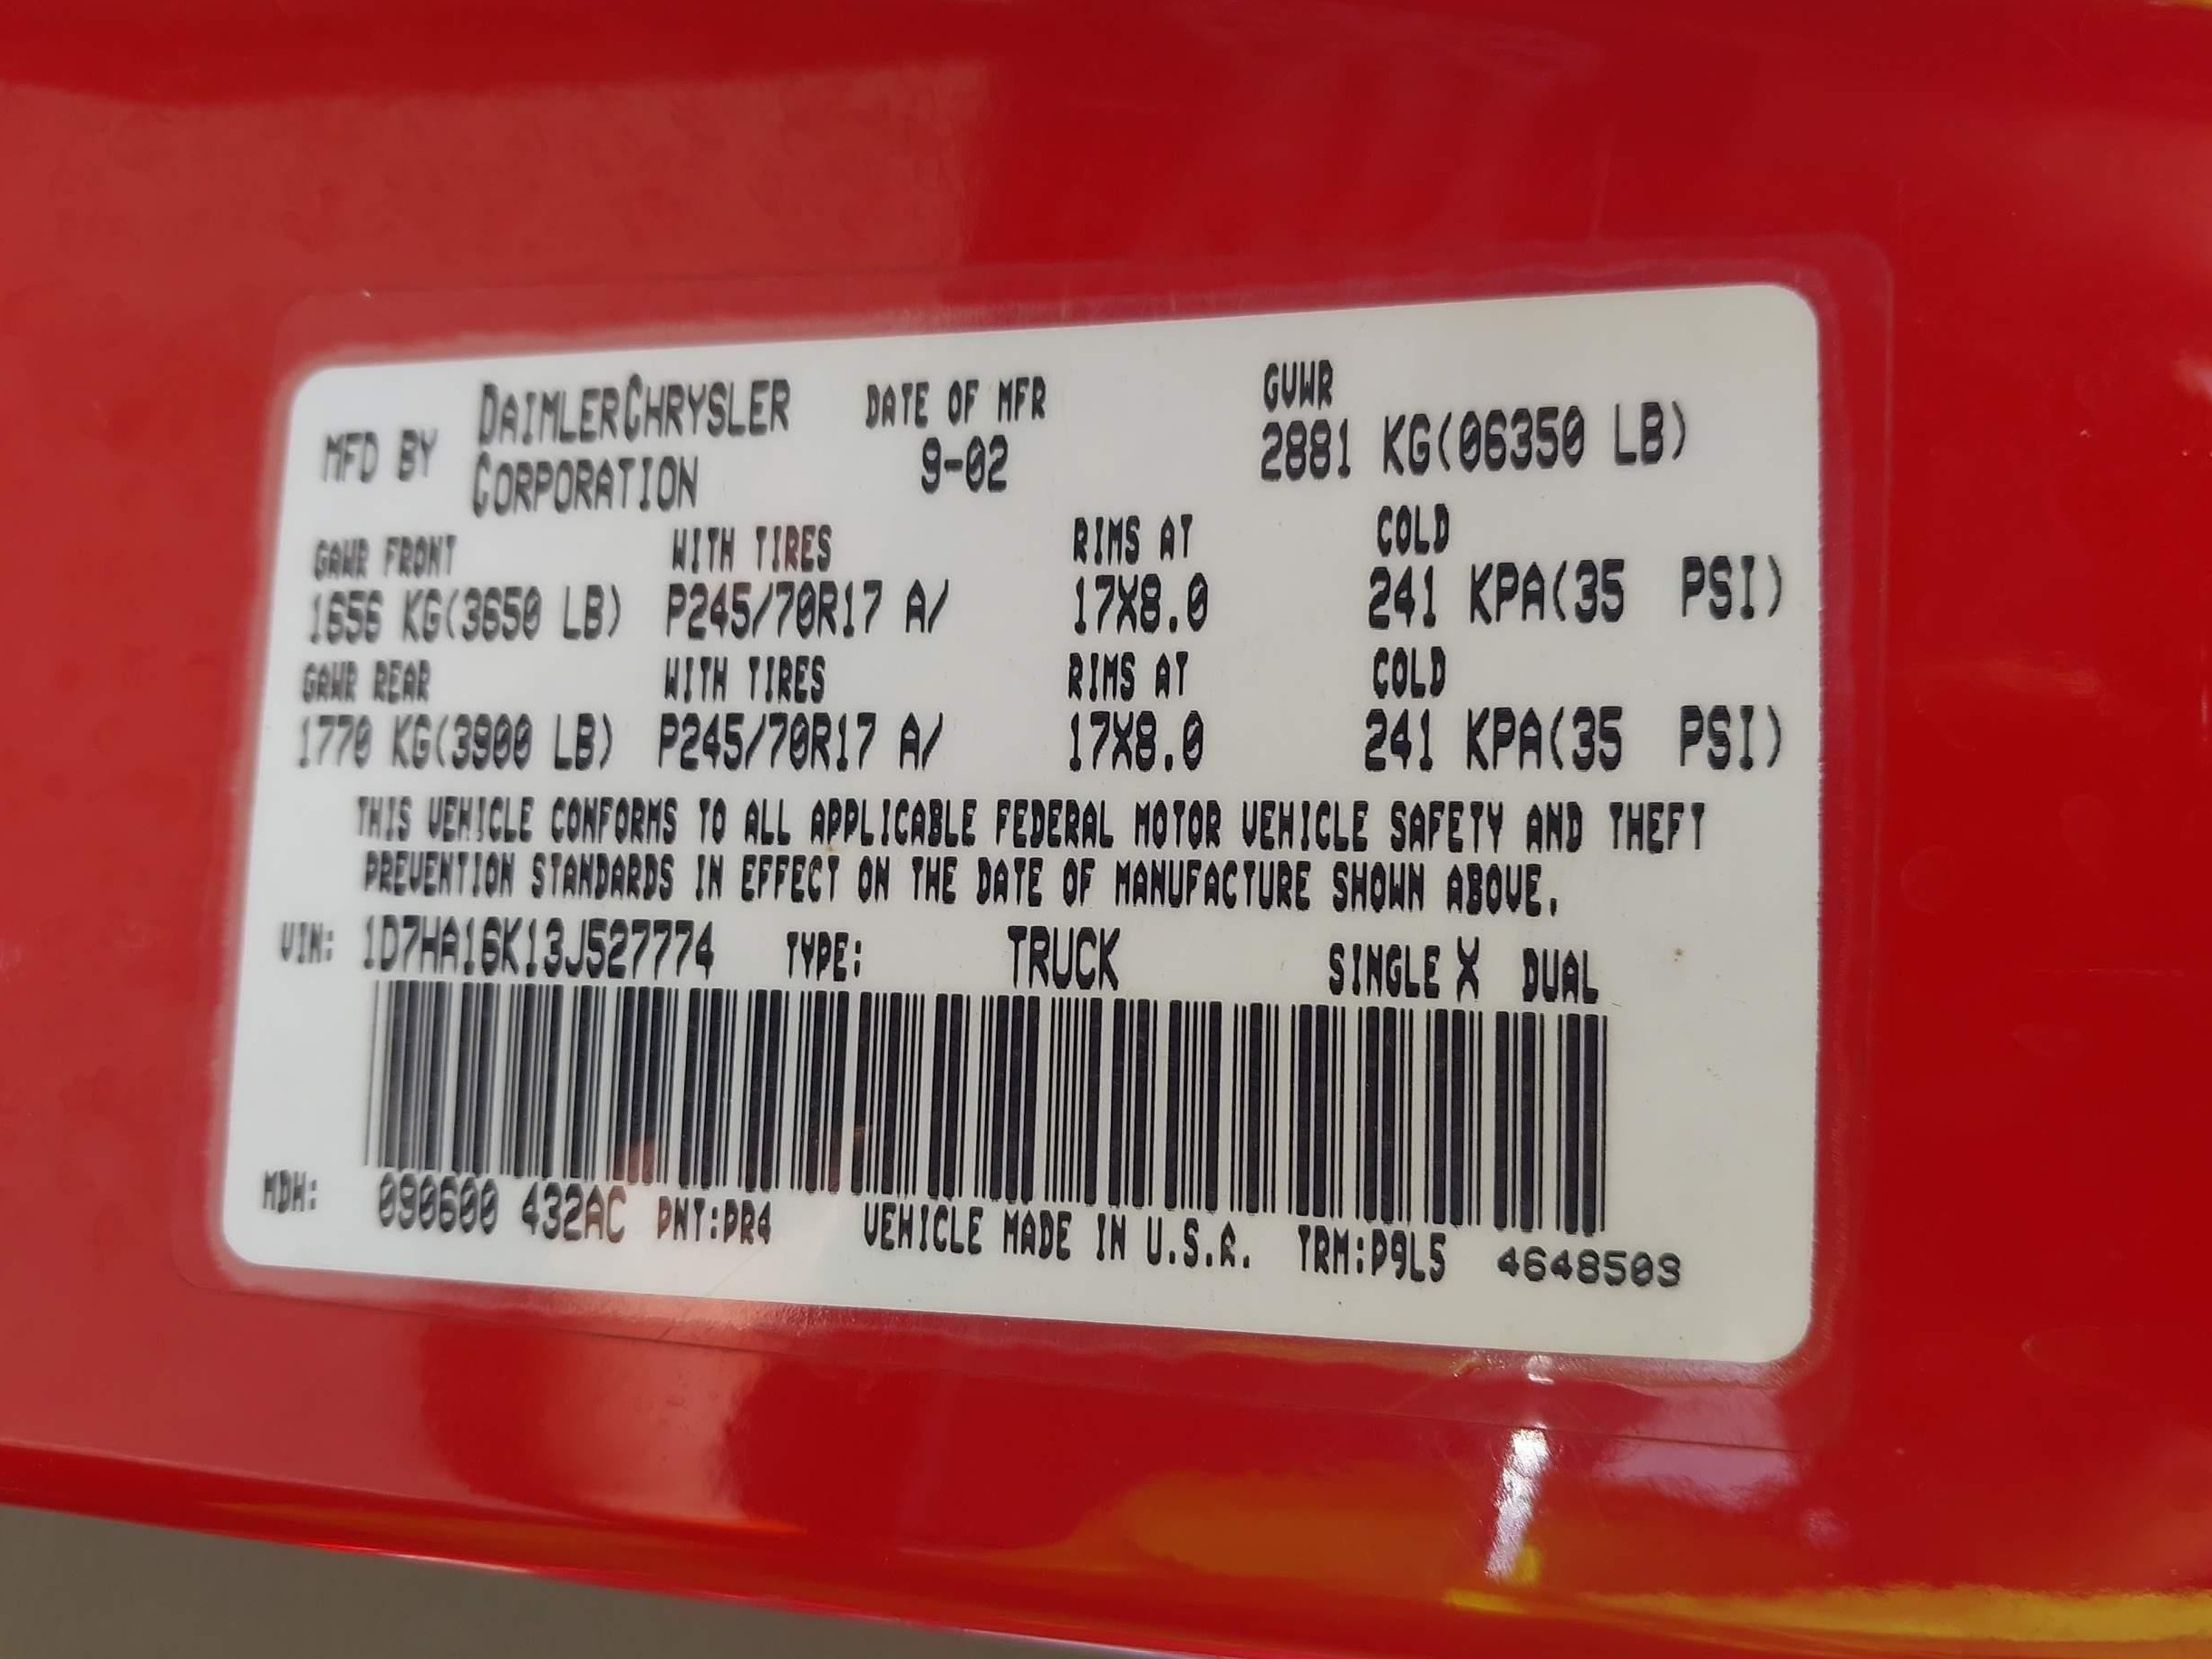 MFD BY DAIMLERCHRYSLER CORPORATION DATE OF MFR 9-02 GVWR 2881 KG(06350 LB)
GAWR FRONT WITH TIRES RIMS AT COLD
1656 KG(3650 LB) P245/70R17 A/ 17X8.0 241 KPA(35 PSI)
GAWR REAR WITH TIRES RIMS AT COLD
1770 KG(3900 LB) P245/70R17 A/ 17X8.0 241 KPA(35 PSI)
THIS VEHICLE CONFORMS TO ALL APPLICABLE FEDERAL MOTOR VEHICLE SAFETY AND THEFT
PREVENTION STANDARDS IN EFFECT ON THE DATE OF MANUFACTURE SHOWN ABOVE.
VIN: 1D7HA16K13J527774 TYPE: TRUCK SINGLE X DUAL
MDH: 090600 432AC PNT:PR4 VEHICLE MADE IN U.S.A. TRM:P9L5 4648503